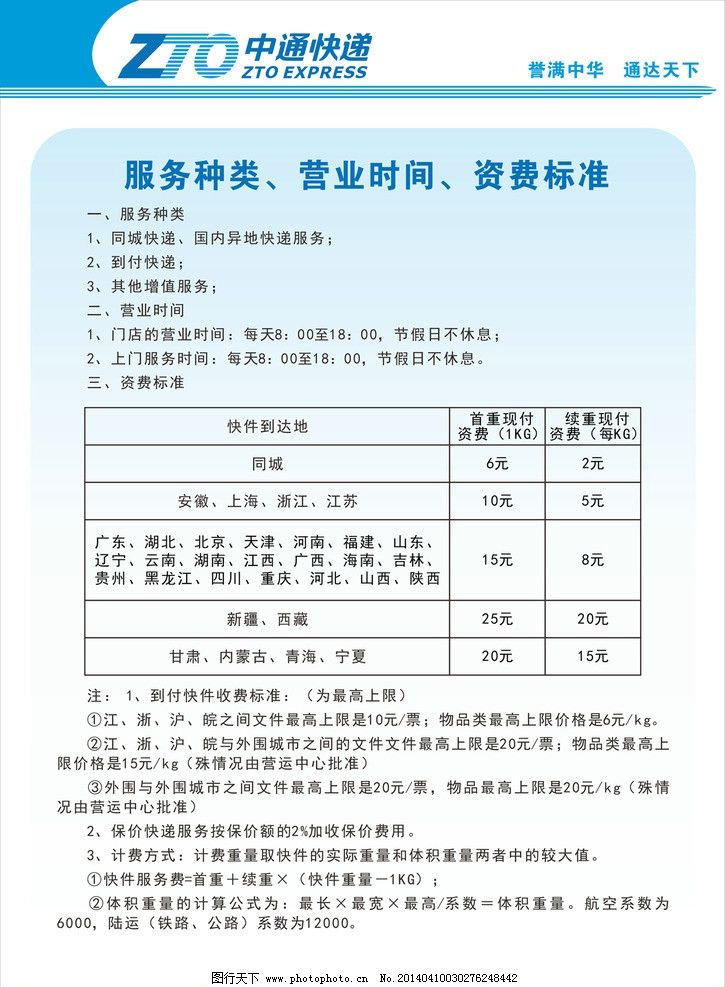 ZTO 中通快递
ZTO EXPRESS
誉满中华 通达天下
服务种类、营业时间、资费标准
一、服务种类
1、同城快递、国内异地快递服务；
2、到付快递；
3、其他增值服务；
二、营业时间
1、门店的营业时间：每天8：00至18：00，节假日不休息；
2、上门服务时间：每天8：00至18：00，节假日不休息。
三、资费标准
快件到达地 首重现付资费（1KG） 续重现付资费（每KG）
同城 6元 2元
安徽、上海、浙江、江苏 10元 5元
广东、湖北、北京、天津、河南、福建、山东、
辽宁、云南、湖南、江西、广西、海南、吉林、 15元 8元
贵州、黑龙江、四川、重庆、河北、山西、陕西
新疆、西藏 25元 20元
甘肃、内蒙古、青海、宁夏 20元 15元
注： 1、到付快件收费标准：（为最高上限）
①江、浙、沪、皖之间文件最高上限是10元/票；物品类最高上限价格是6元/kg。
②江、浙、沪、皖与外围城市之间的文件文件最高上限是20元/票；物品类最高上
限价格是15元/kg（殊情况由营运中心批准）
③外围与外围城市之间文件最高上限是20元/票，物品最高上限是20元/kg（殊情
况由营运中心批准）
2、保价快递服务按保价额的2%加收保价费用。
3、计费方式：计费重量取快件的实际重量和体积重量两者中的较大值。
①快件服务费=首重＋续重×（快件重量－1KG）；
②体积重量的计算公式为：最长×最宽×最高/系数＝体积重量。航空系数为
6000，陆运（铁路、公路）系数为12000。
图行天下 www.photophoto.cn No.20140410030276248442